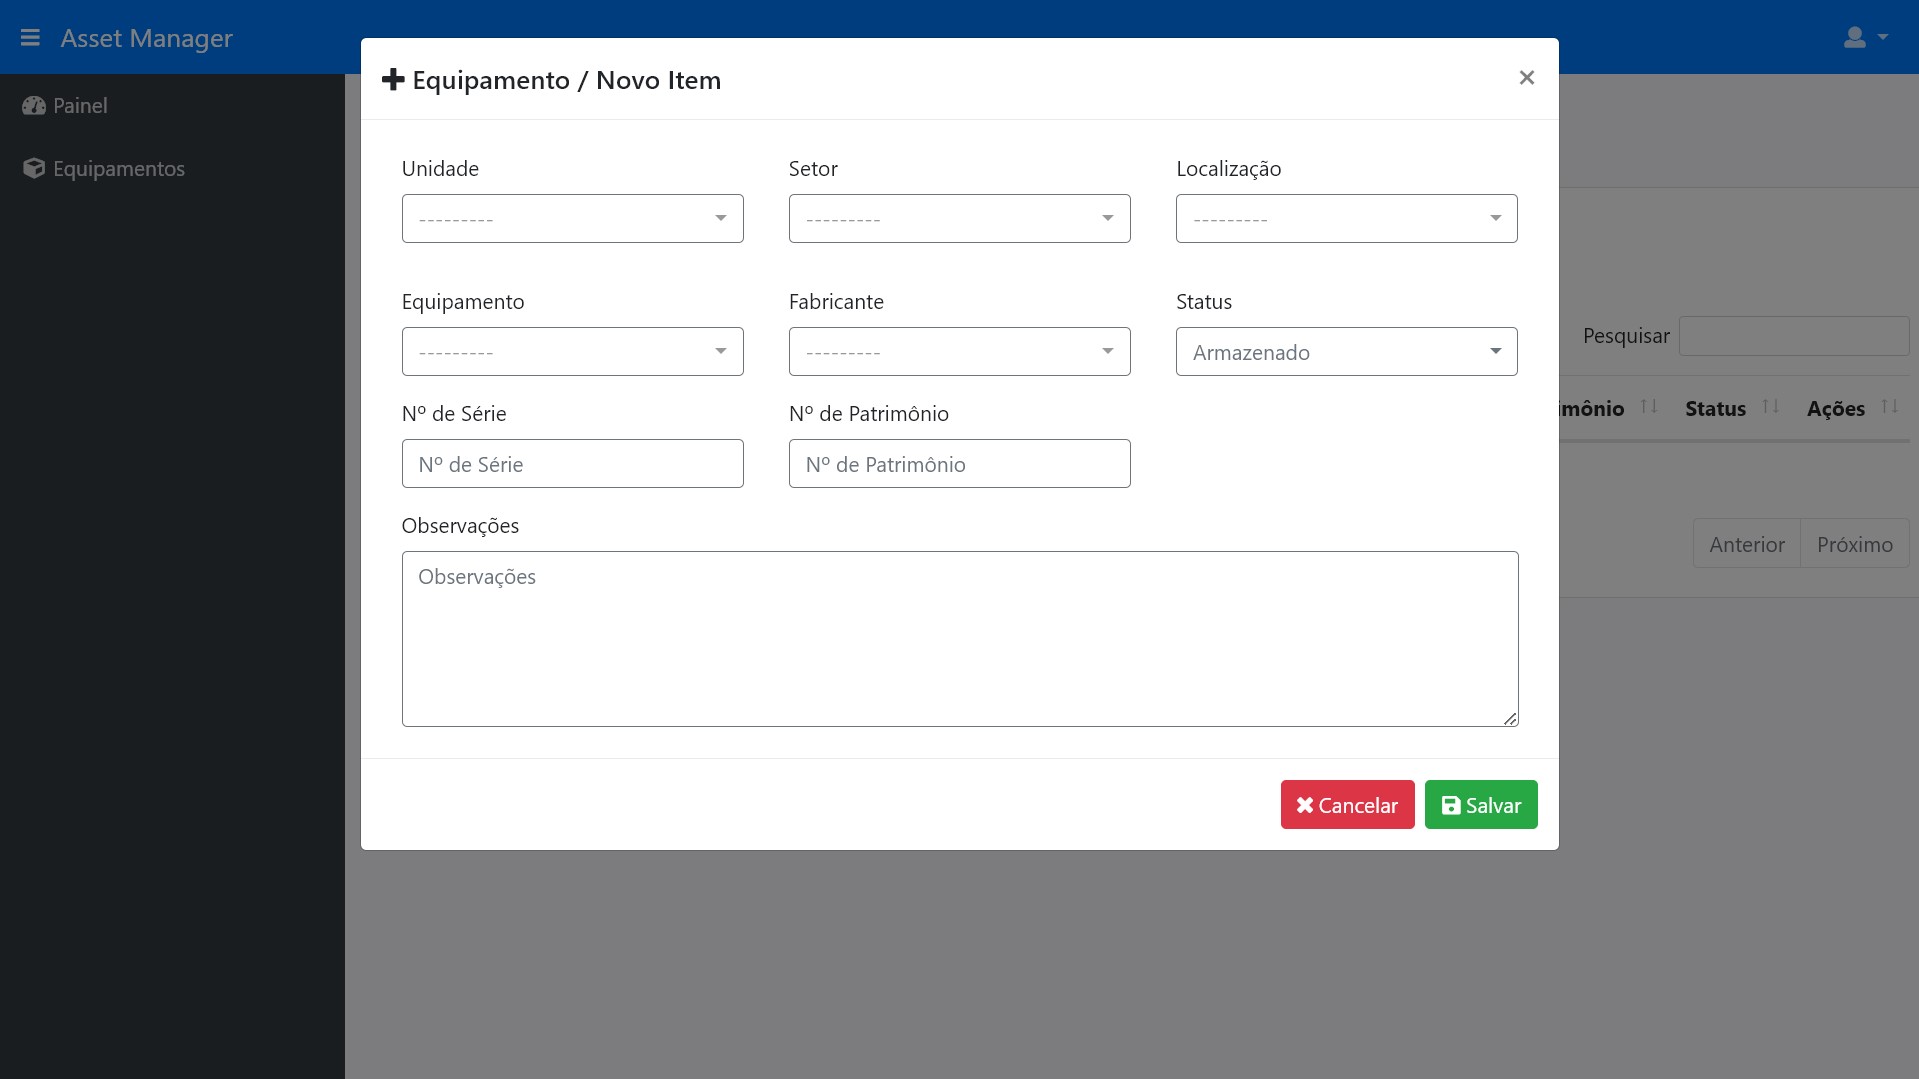 Asset Manager
Equipamento / Novo Item
×
Painel
Equipamentos
Unidade
Setor
Localização
---------
---------
---------
Equipamento
Fabricante
Status
---------
---------
Armazenado
Pesquisar
Nº de Série
Nº de Patrimônio
imônio
Status
Ações
Nº de Série
Nº de Patrimônio
Observações
Observações
Anterior
Próximo
Cancelar
Salvar